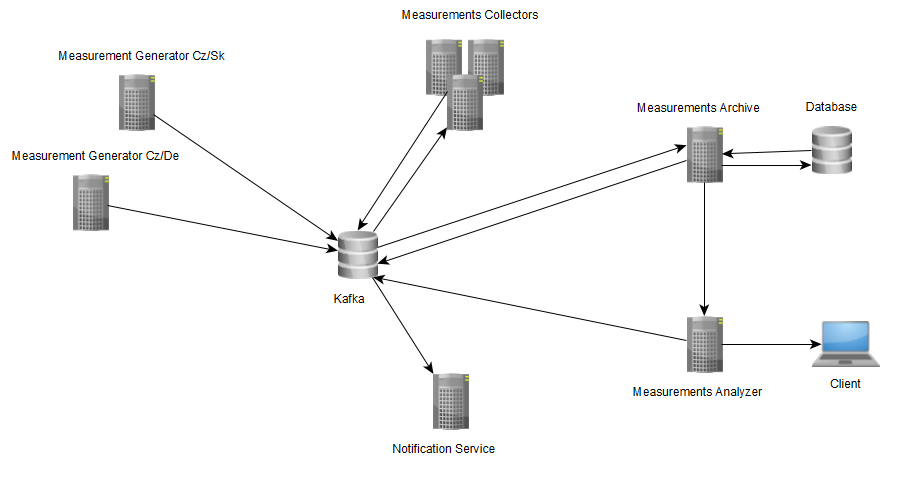 Measurements Collectors
Measurement Generator Cz/Sk
Measurements Archive
Database
Measurement Generator Cz/De
Kafka
Measurements Analyzer
Client
Notification Service